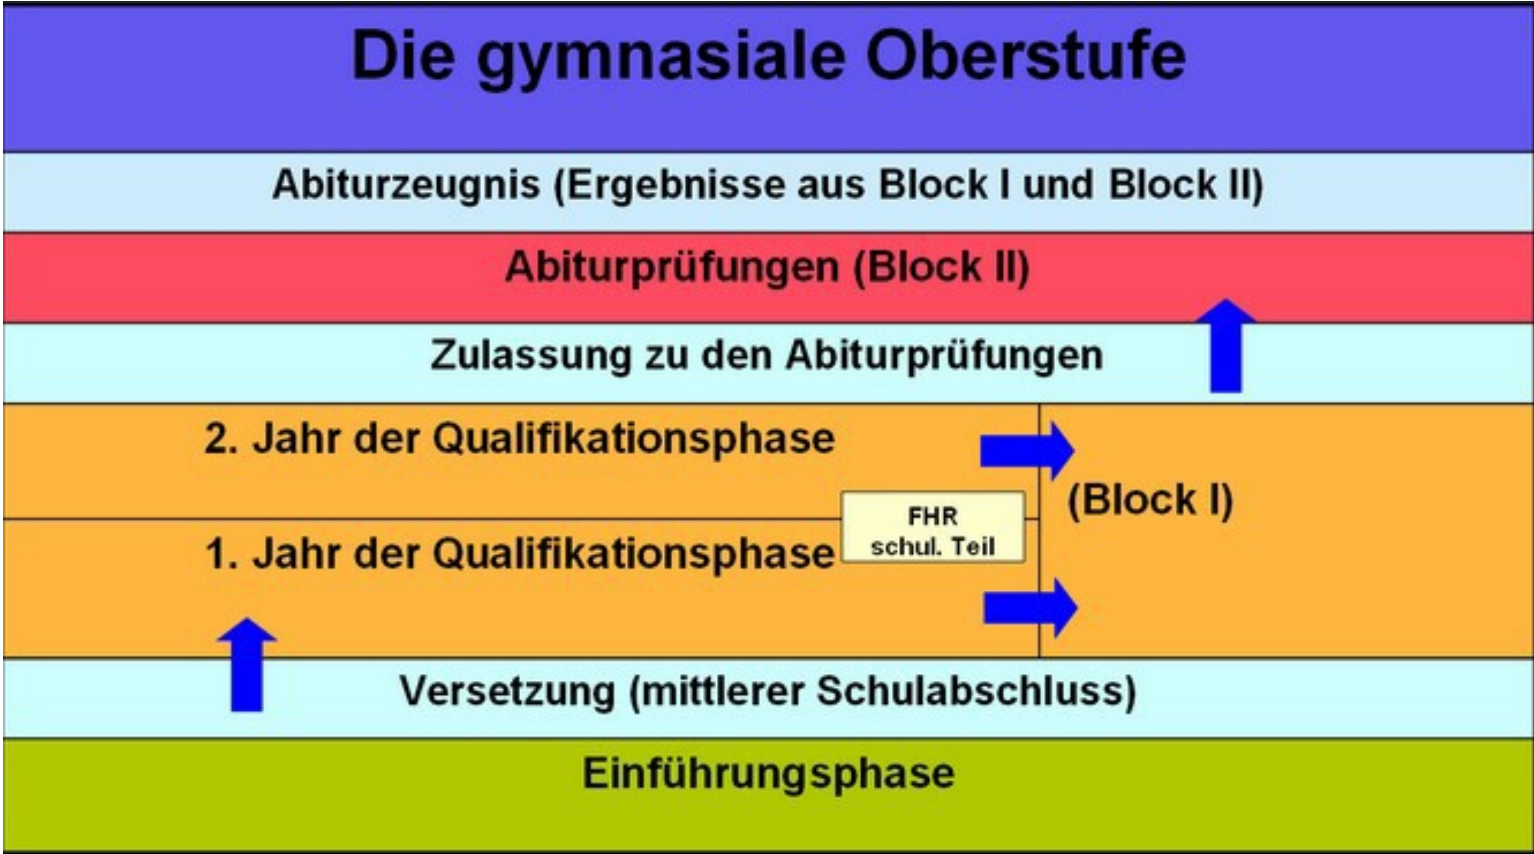 Die gymnasiale Oberstufe
Abiturzeugnis (Ergebnisse aus Block I und Block II)
Abiturprüfungen (Block II)
Zulassung zu den Abiturprüfungen
2. Jahr der Qualifikationsphase
(Block I)
FHR
schul. Teil
1. Jahr der Qualifikationsphase
Versetzung (mittlerer Schulabschluss)
Einführungsphase